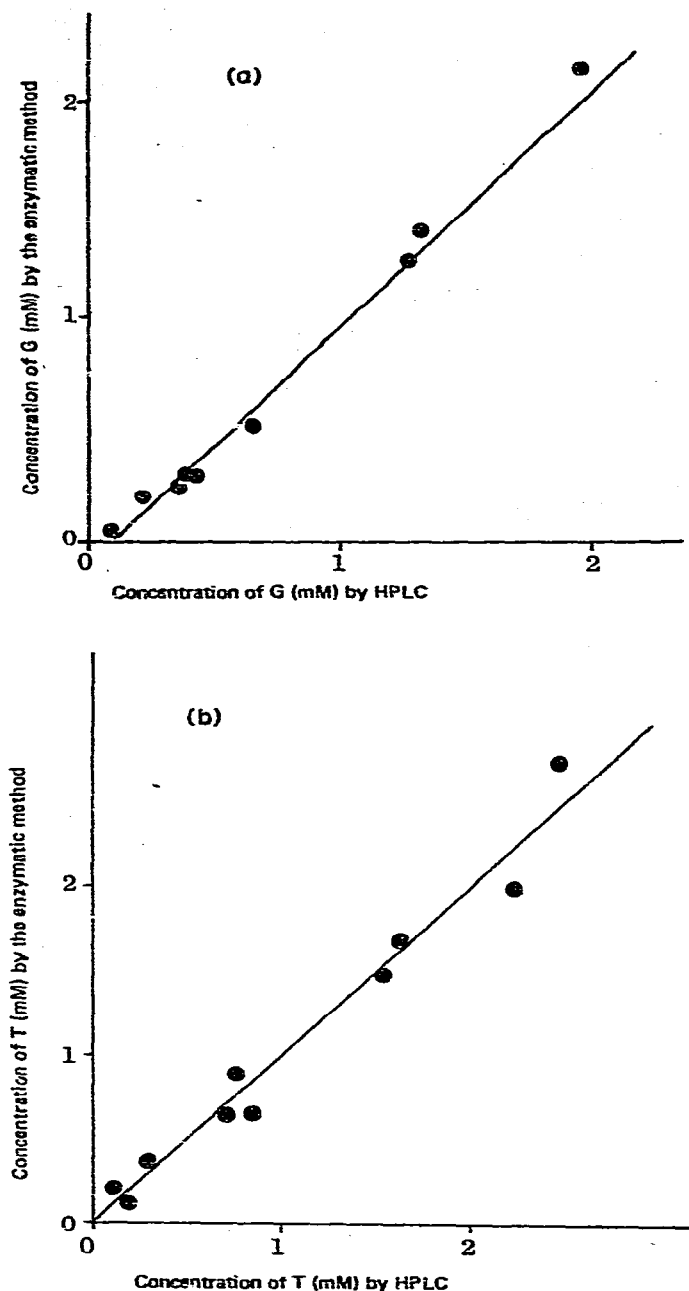 (a)
Concentration of G (mM) by the enzymatic method
2
1
0
0
1
2
Concentration of G (mM) by HPLC
(b)
Concentration of T (mM) by the enzymatic method
2
1
0
0
1
2
Concentration of T (mM) by HPLC